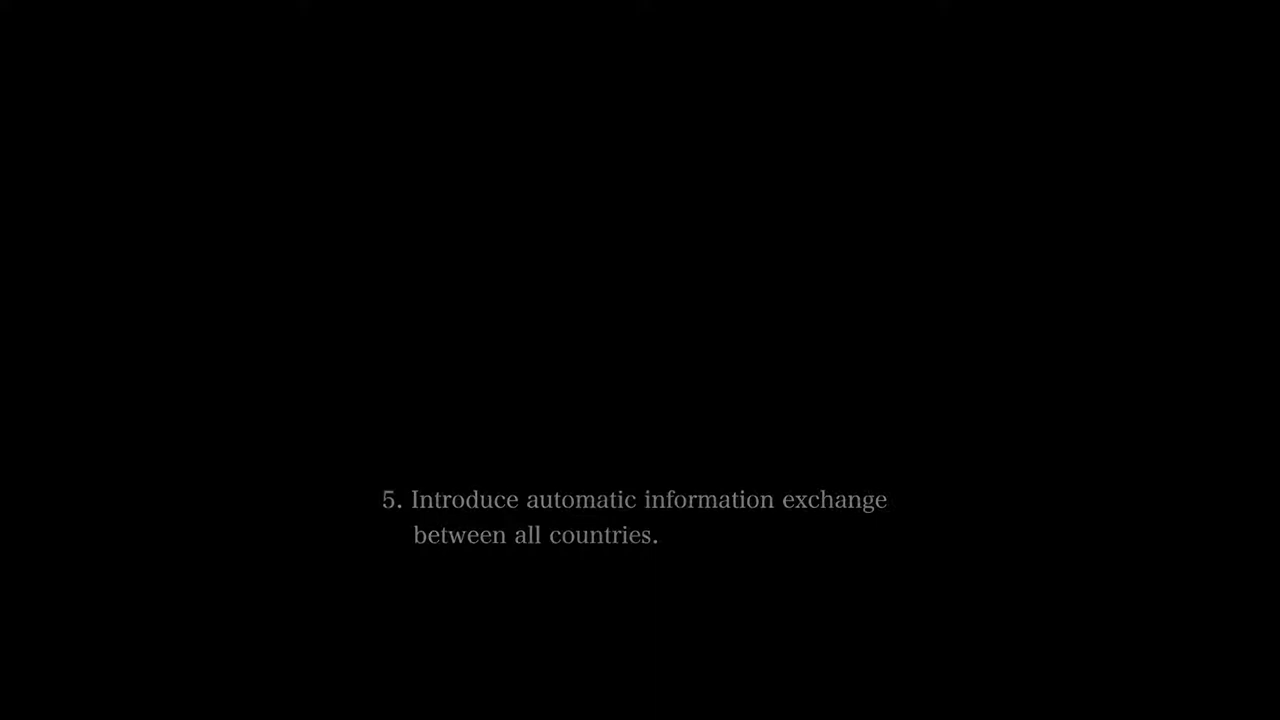 5. Introduce automatic information exchange
between all countries.